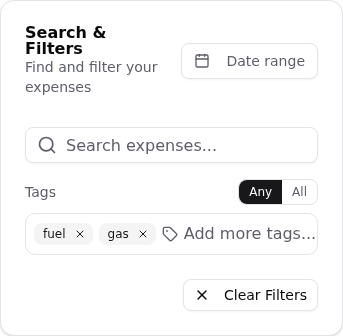 Search &
Filters
Find and filter your
expenses
Date range
Search expenses...
Tags
Any All
fuel gas Add more tags...
Clear Filters